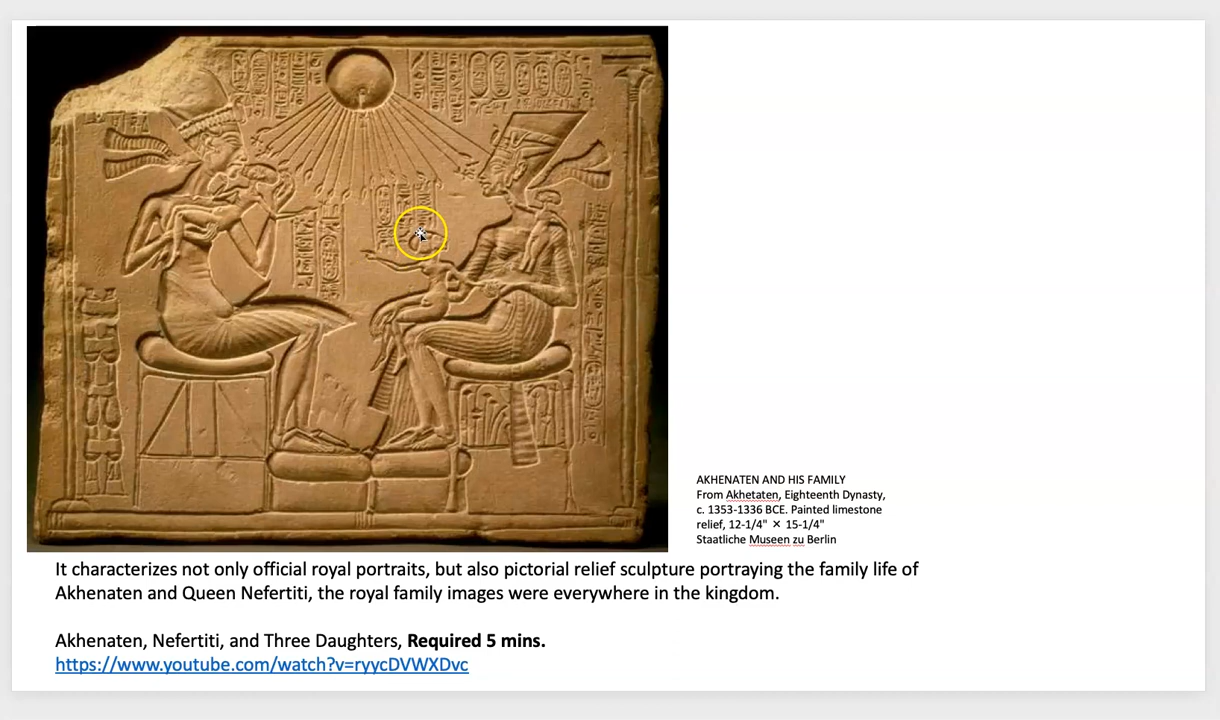 AKHENATEN AND HIS FAMILY
From Akhetaten, Eighteenth Dynasty,
c. 1353-1336 BCE. Painted limestone
relief, 12-1/4" × 15-1/4"
Staatliche Museen zu Berlin
It characterizes not only official royal portraits, but also pictorial relief sculpture portraying the family life of
Akhenaten and Queen Nefertiti, the royal family images were everywhere in the kingdom.
Akhenaten, Nefertiti, and Three Daughters, Required 5 mins.
https://www.youtube.com/watch?v=ryycDVWXDvc